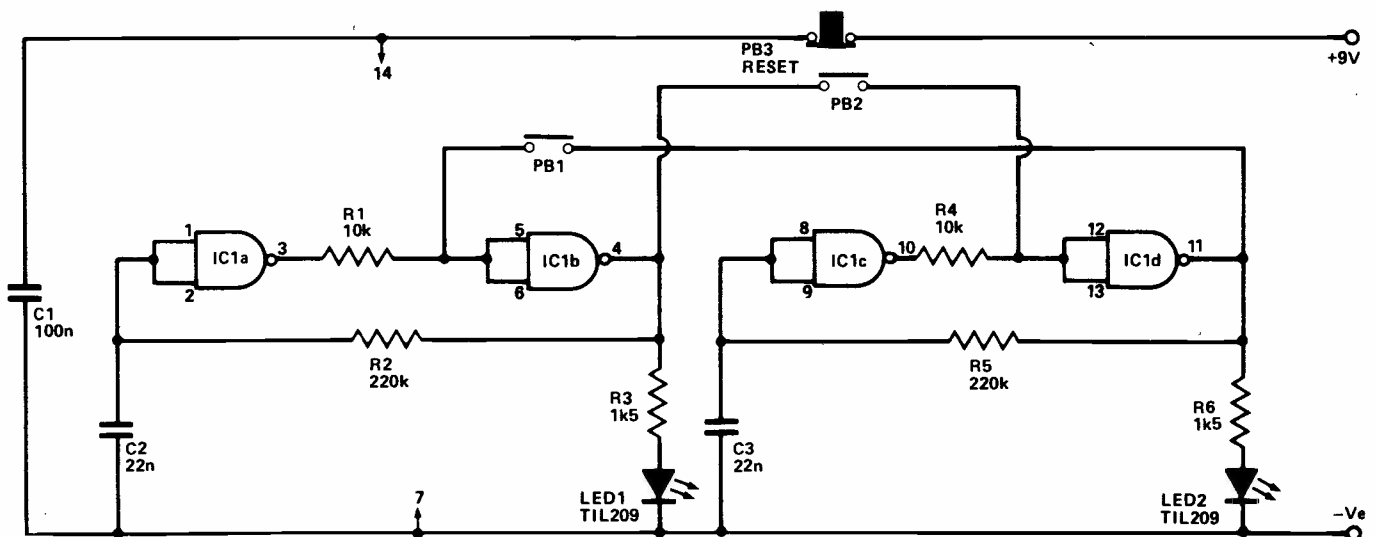 PB3
RESET
+9V
14
PB2
PB1
R1
10k
R4
10k
1
2
IC1a
3
5
6
IC1b
4
8
9
IC1c
10
12
13
IC1d
11
C1
100n
R2
220k
R5
220k
R3
1k5
R6
1k5
C2
22n
C3
22n
LED1
TIL209
LED2
TIL209
7
–Ve